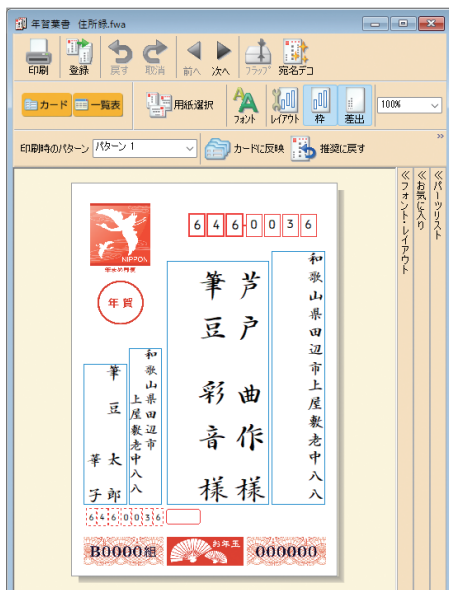 年賀葉書 住所録.fwa
印刷
登録
戻す
取消
前へ
次へ
フラップ
宛名デコ
カード
一覧表
用紙選択
フォント
レイアウト
枠
差出
100%
印刷時のパターン
パターン 1
カードに反映
推奨に戻す
»
«パーツリスト
«お気に入り
«フォント・レイアウト
NIPPON
年賀
646-0036
和歌山県田辺市上屋敷老中八八
芦戸 曲作 様
筆豆 彩音 様
和歌山県田辺市
上屋敷老中八八
筆豆 太郎
筆子
6460036
B0000組
お年玉
000000